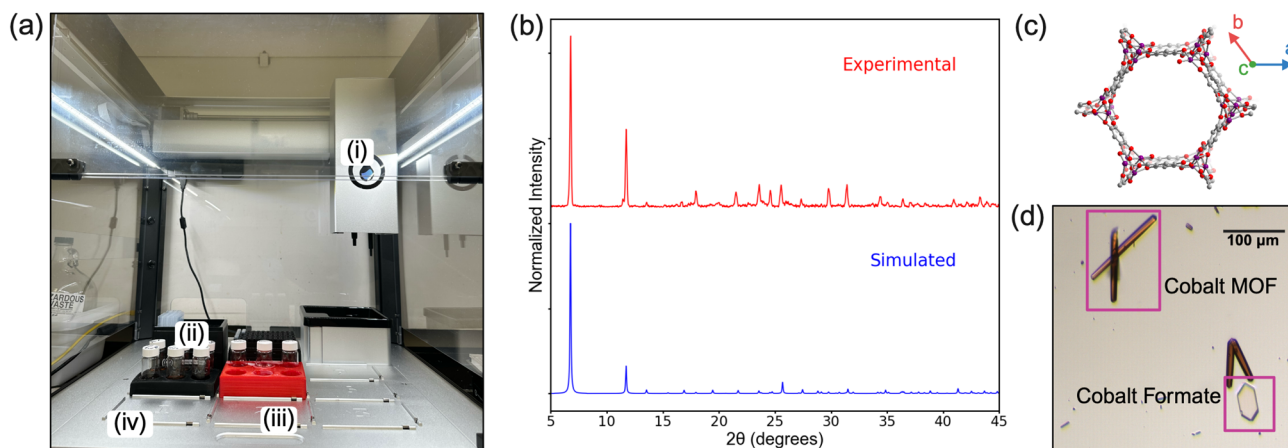 (a)
(i)
(ii)
(iii)
(iv)
WASTE
(b)
Normalized Intensity
Experimental
Simulated
5
10
15
20
25
30
35
40
45
2θ (degrees)
(c)
b
c
a
(d)
100 µm
Cobalt MOF
Cobalt Formate